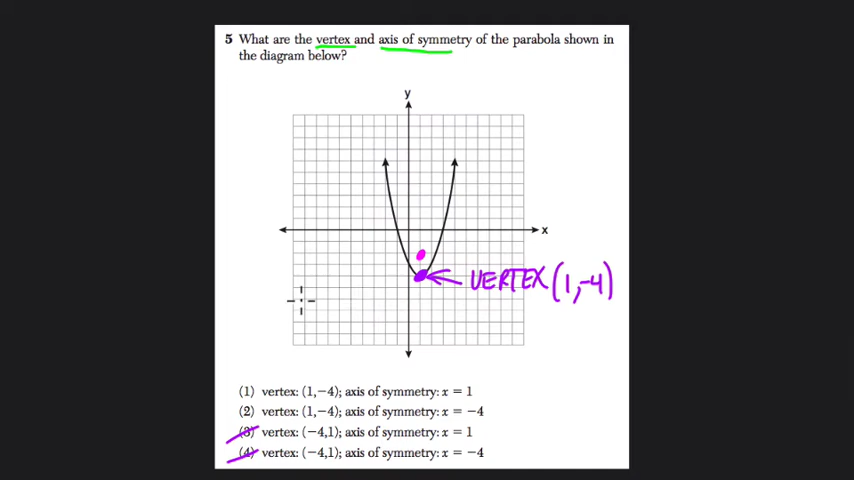 5 What are the vertex and axis of symmetry of the parabola shown in
the diagram below?
y
x
VERTEX (1,-4)
(1) vertex: (1,−4); axis of symmetry: x = 1
(2) vertex: (1,−4); axis of symmetry: x = −4
(3) vertex: (−4,1); axis of symmetry: x = 1
(4) vertex: (−4,1); axis of symmetry: x = −4